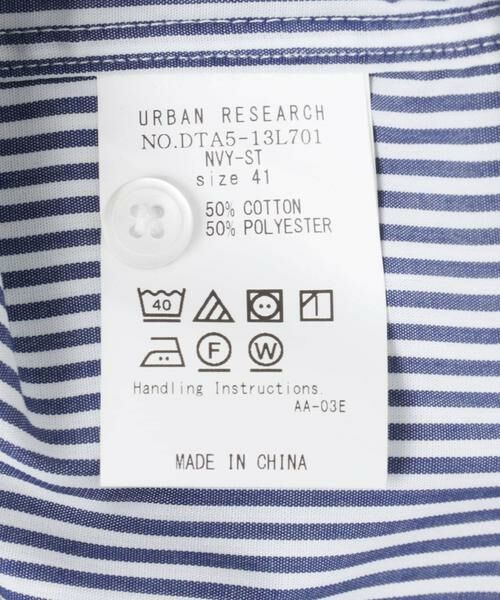 URBAN RESEARCH
NO.DTA5-13L701
NVY-ST
size 41
50% COTTON
50% POLYESTER
40
F
W
Handling Instructions.
AA-03E
MADE IN CHINA